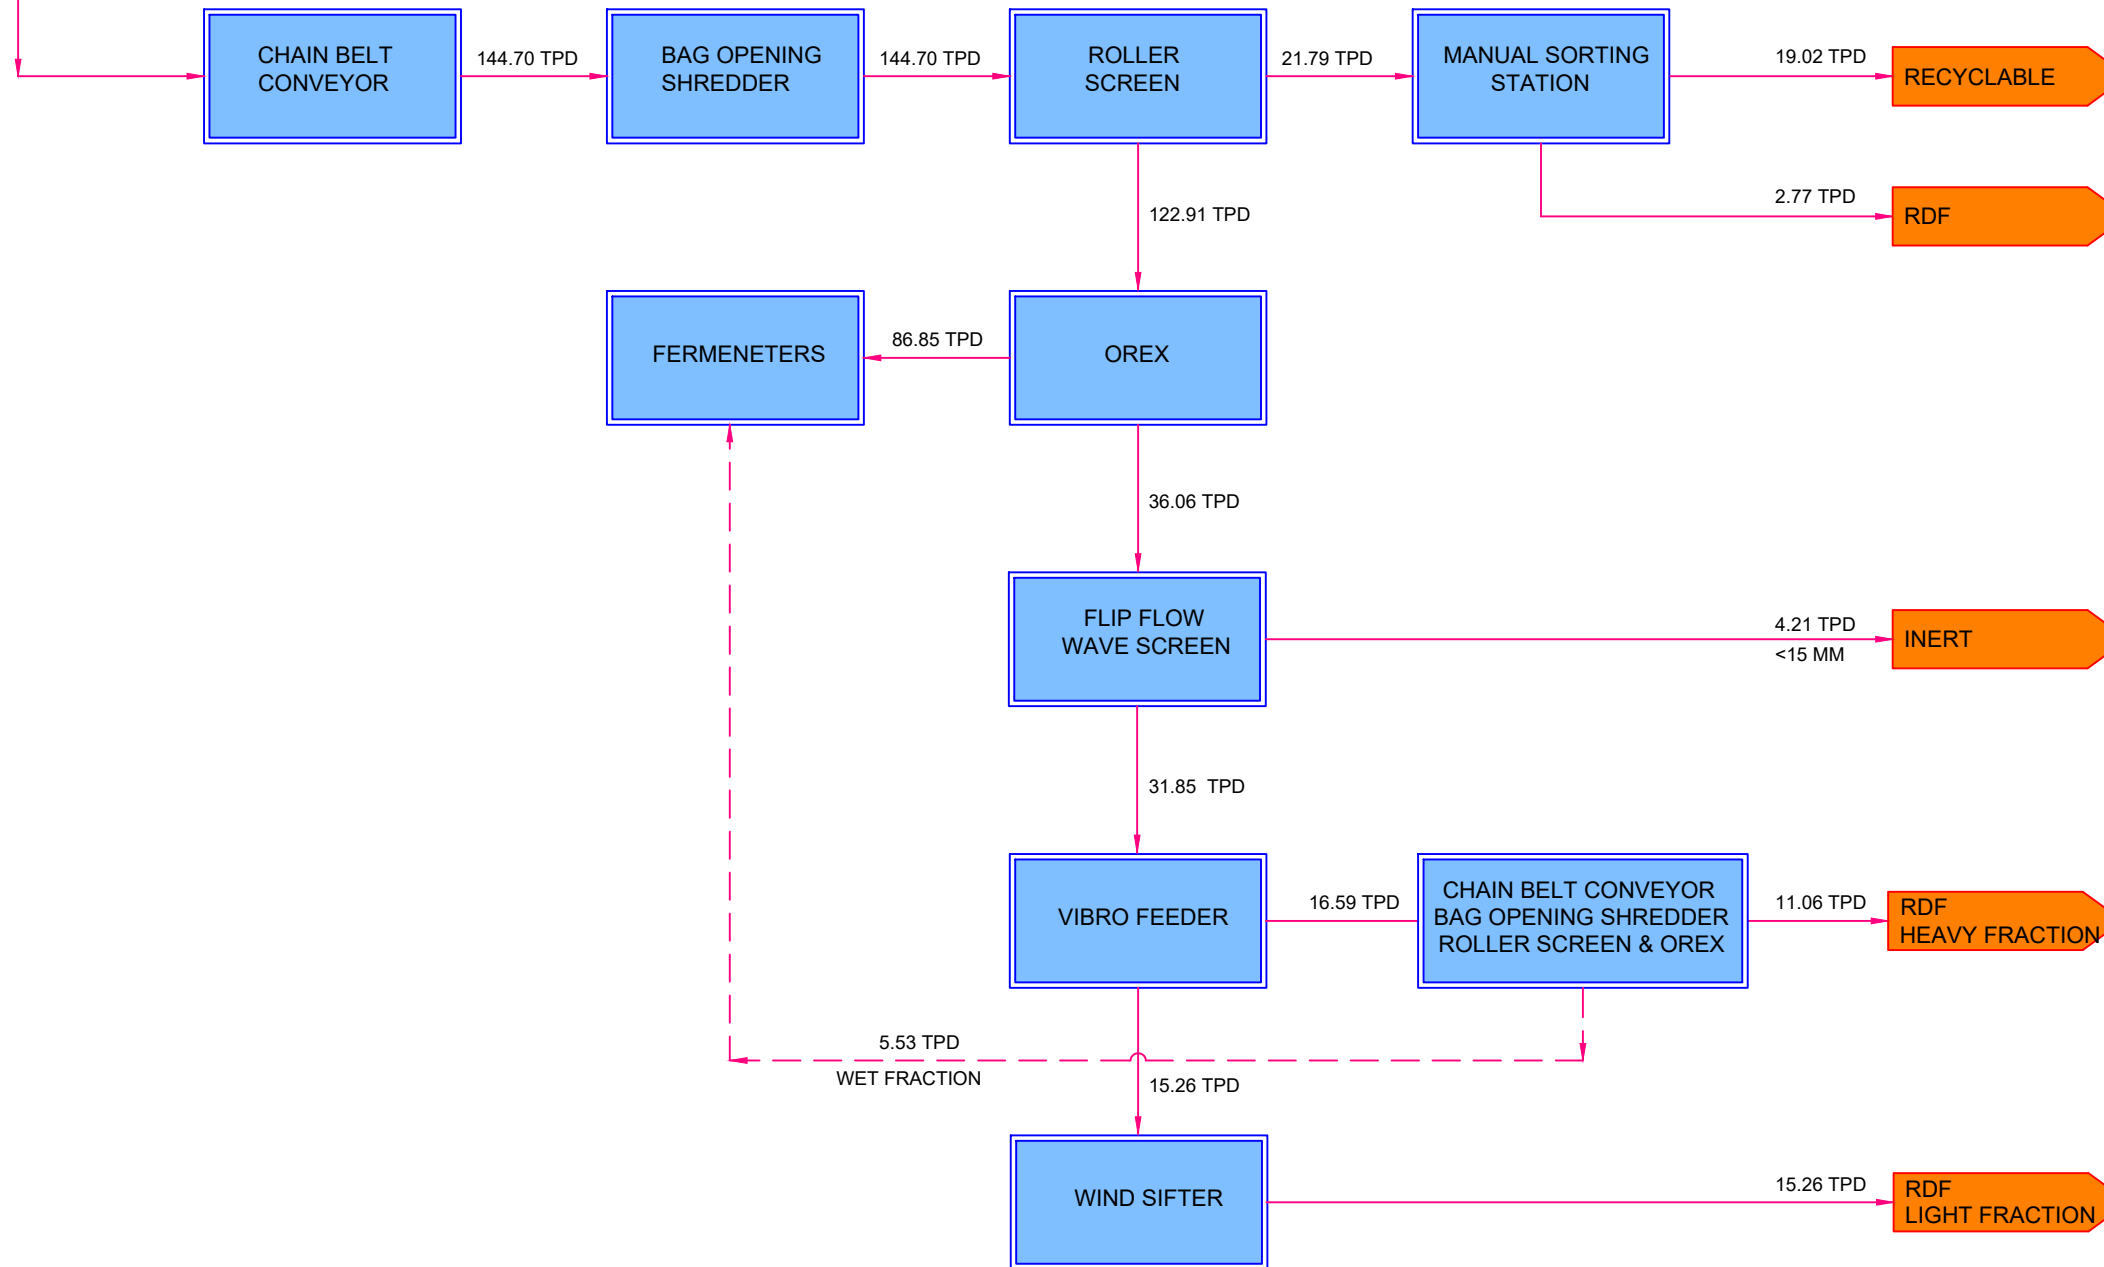 CHAIN BELT
CONVEYOR
144.70 TPD
BAG OPENING
SHREDDER
144.70 TPD
ROLLER
SCREEN
21.79 TPD
MANUAL SORTING
STATION
19.02 TPD
RECYCLABLE
2.77 TPD
RDF
122.91 TPD
FERMENETERS
86.85 TPD
OREX
36.06 TPD
FLIP FLOW
WAVE SCREEN
4.21 TPD
<15 MM
INERT
31.85 TPD
VIBRO FEEDER
16.59 TPD
CHAIN BELT CONVEYOR
BAG OPENING SHREDDER
ROLLER SCREEN & OREX
11.06 TPD
RDF
HEAVY FRACTION
5.53 TPD
WET FRACTION
15.26 TPD
WIND SIFTER
15.26 TPD
RDF
LIGHT FRACTION